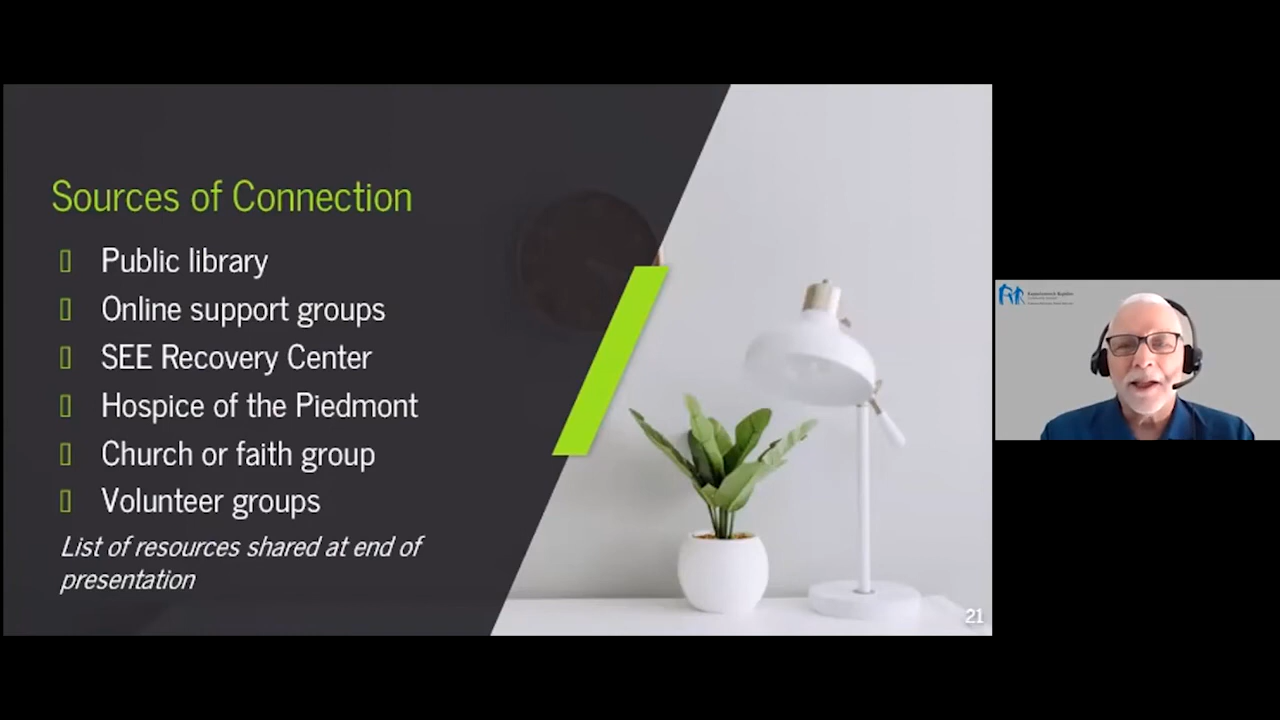 Sources of Connection
Public library
Online support groups
SEE Recovery Center
Hospice of the Piedmont
Church or faith group
Volunteer groups
List of resources shared at end of
presentation
21